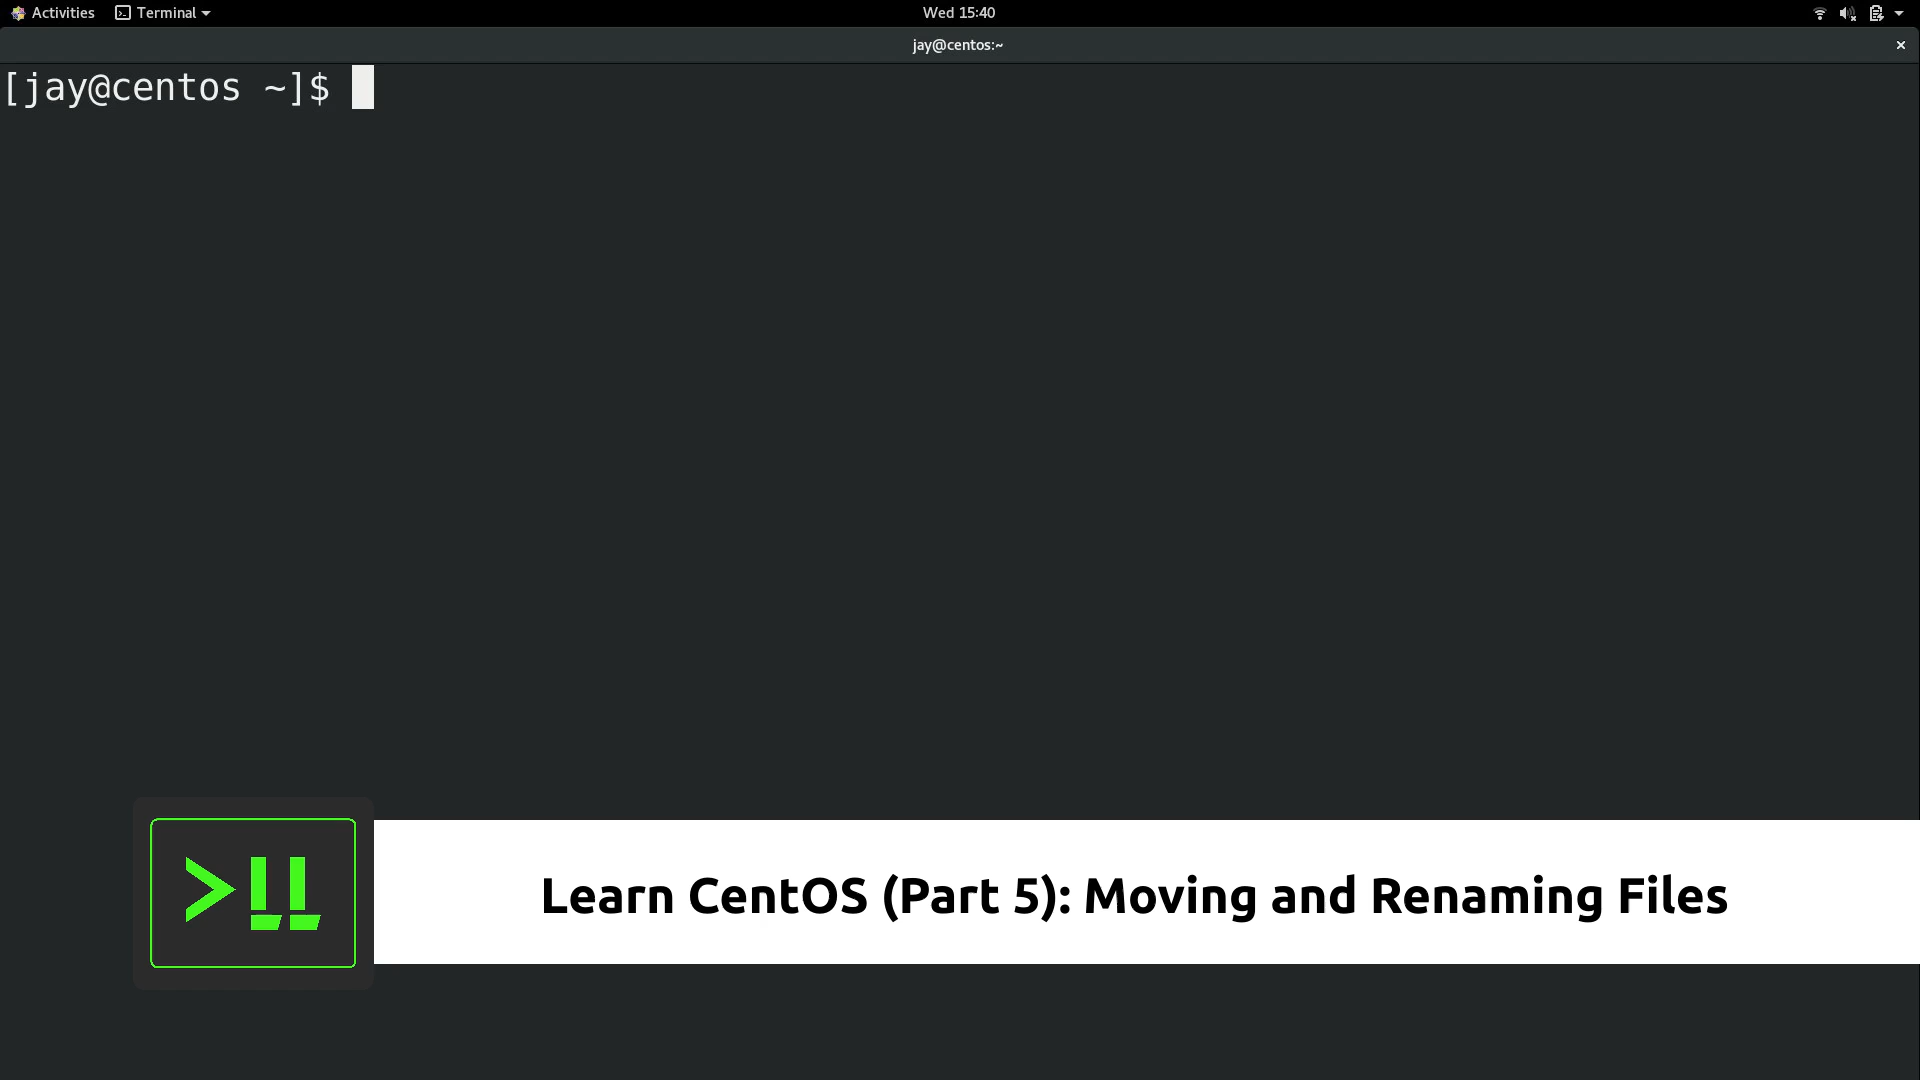 Activities Terminal Wed 15:40
jay@centos:~ ×
[jay@centos ~]$
>!!
Learn CentOS (Part 5): Moving and Renaming Files